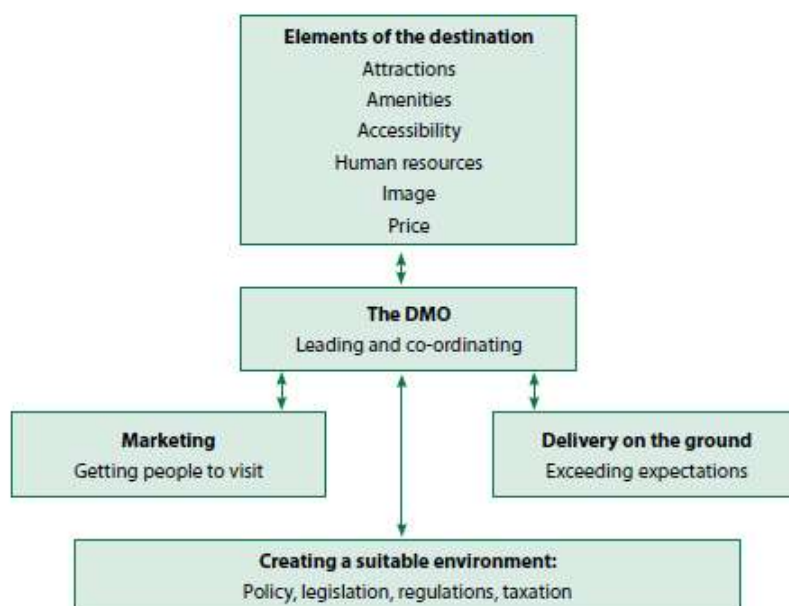 Elements of the destination
Attractions
Amenities
Accessibility
Human resources
Image
Price
The DMO
Leading and co-ordinating
Marketing
Getting people to visit
Delivery on the ground
Exceeding expectations
Creating a suitable environment:
Policy, legislation, regulations, taxation